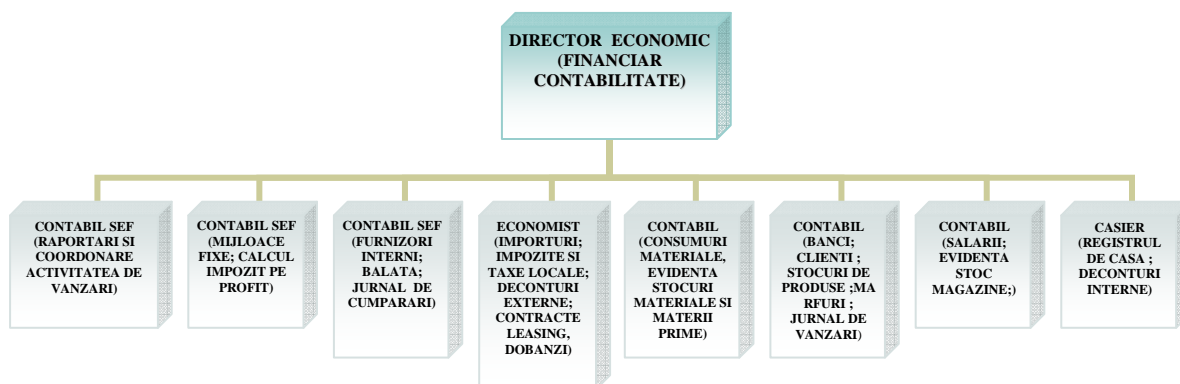 DIRECTOR ECONOMIC
(FINANCIAR
CONTABILITATE)
CONTABIL SEF
(RAPORTARI SI
COORDONARE
ACTIVITATEA DE
VANZARI)
CONTABIL SEF
(MIJLOACE
FIXE; CALCUL
IMPOZIT PE
PROFIT)
CONTABIL SEF
(FURNIZORI
INTERNI;
BALATA;
JURNAL DE
CUMPARARI)
ECONOMIST
(IMPORTURI;
IMPOZITE SI
TAXE LOCALE;
DECONTURI
EXTERNE;
CONTRACTE
LEASING,
DOBANZI)
CONTABIL
(CONSUMURI
MATERIALE,
EVIDENTA
STOCURI
MATERIALE SI
MATERII
PRIME)
CONTABIL
(BANCI;
CLIENTI ;
STOCURI DE
PRODUSE ;MA
RFURI ;
JURNAL DE
VANZARI)
CONTABIL
(SALARII;
EVIDENTA
STOC
MAGAZINE;)
CASIER
(REGISTRUL
DE CASA ;
DECONTURI
INTERNE)